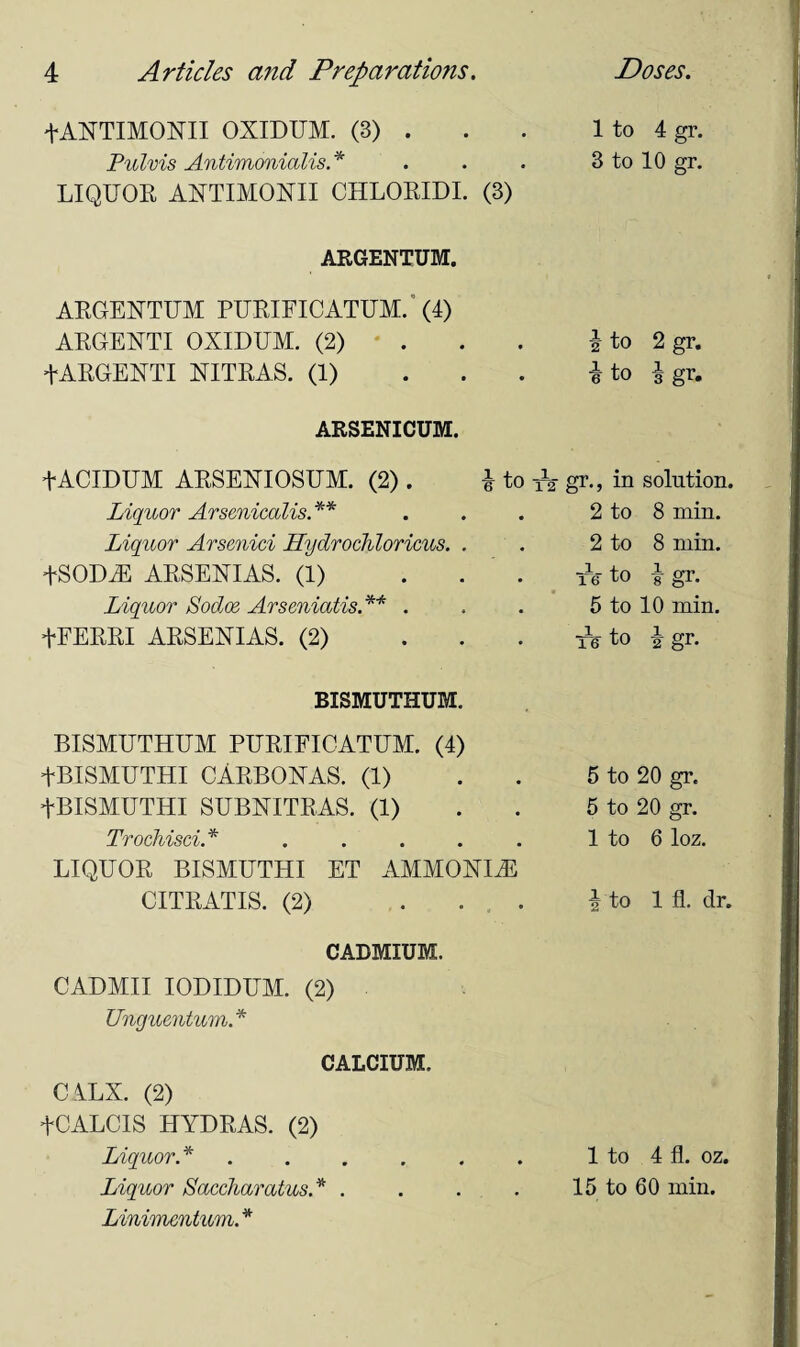 4 Articles and Preparations. Doses.
†ANTIMONII OXIDUM. (3) . . . 1 to 4 gr.
Pulvis Antimonialis.* . . . 3 to 10 gr.
LIQUOR ANTIMONII CHLORIDI. (3)
ARGENTUM.
ARGENTUM PURIFICATUM. (4)
ARGENTI OXIDUM. (2) . . . . ½ to 2 gr.
†ARGENTI NITRAS. (1) . . . ⅙ to ⅓ gr.
ARSENICUM.
†ACIDUM ARSENIOSUM. (2) . ⅙ to 1/12 gr., in solution.
Liquor Arsenicalis.** . . . 2 to 8 min.
Liquor Arsenici Hydrochloricus. . . 2 to 8 min.
†SODÆ ARSENIAS. (1) . . . 1/16 to ⅛ gr.
Liquor Sodœ Arseniatis.** . . . 5 to 10 min.
†FERRI ARSENIAS. (2) . . . 1/16 to ½ gr.
BISMUTHUM.
BISMUTHUM PURIFICATUM. (4)
†BISMUTHI CARBONAS. (1) . . 5 to 20 gr.
†BISMUTHI SUBNITRAS. (1) . . 5 to 20 gr.
Trochisci.* . . . . . 1 to 6 loz.
LIQUOR BISMUTHI ET AMMONIÆ
CITRATIS. (2) . . . . ½ to 1 fl. dr.
CADMIUM.
CADMII IODIDUM. (2)
Unguentum.*
CALCIUM.
CALX. (2)
†CALCIS HYDRAS. (2)
Liquor.* . . . . . . 1 to 4 fl. oz.
Liquor Saccharatus.* . . . . 15 to 60 min.
Linimentum.*